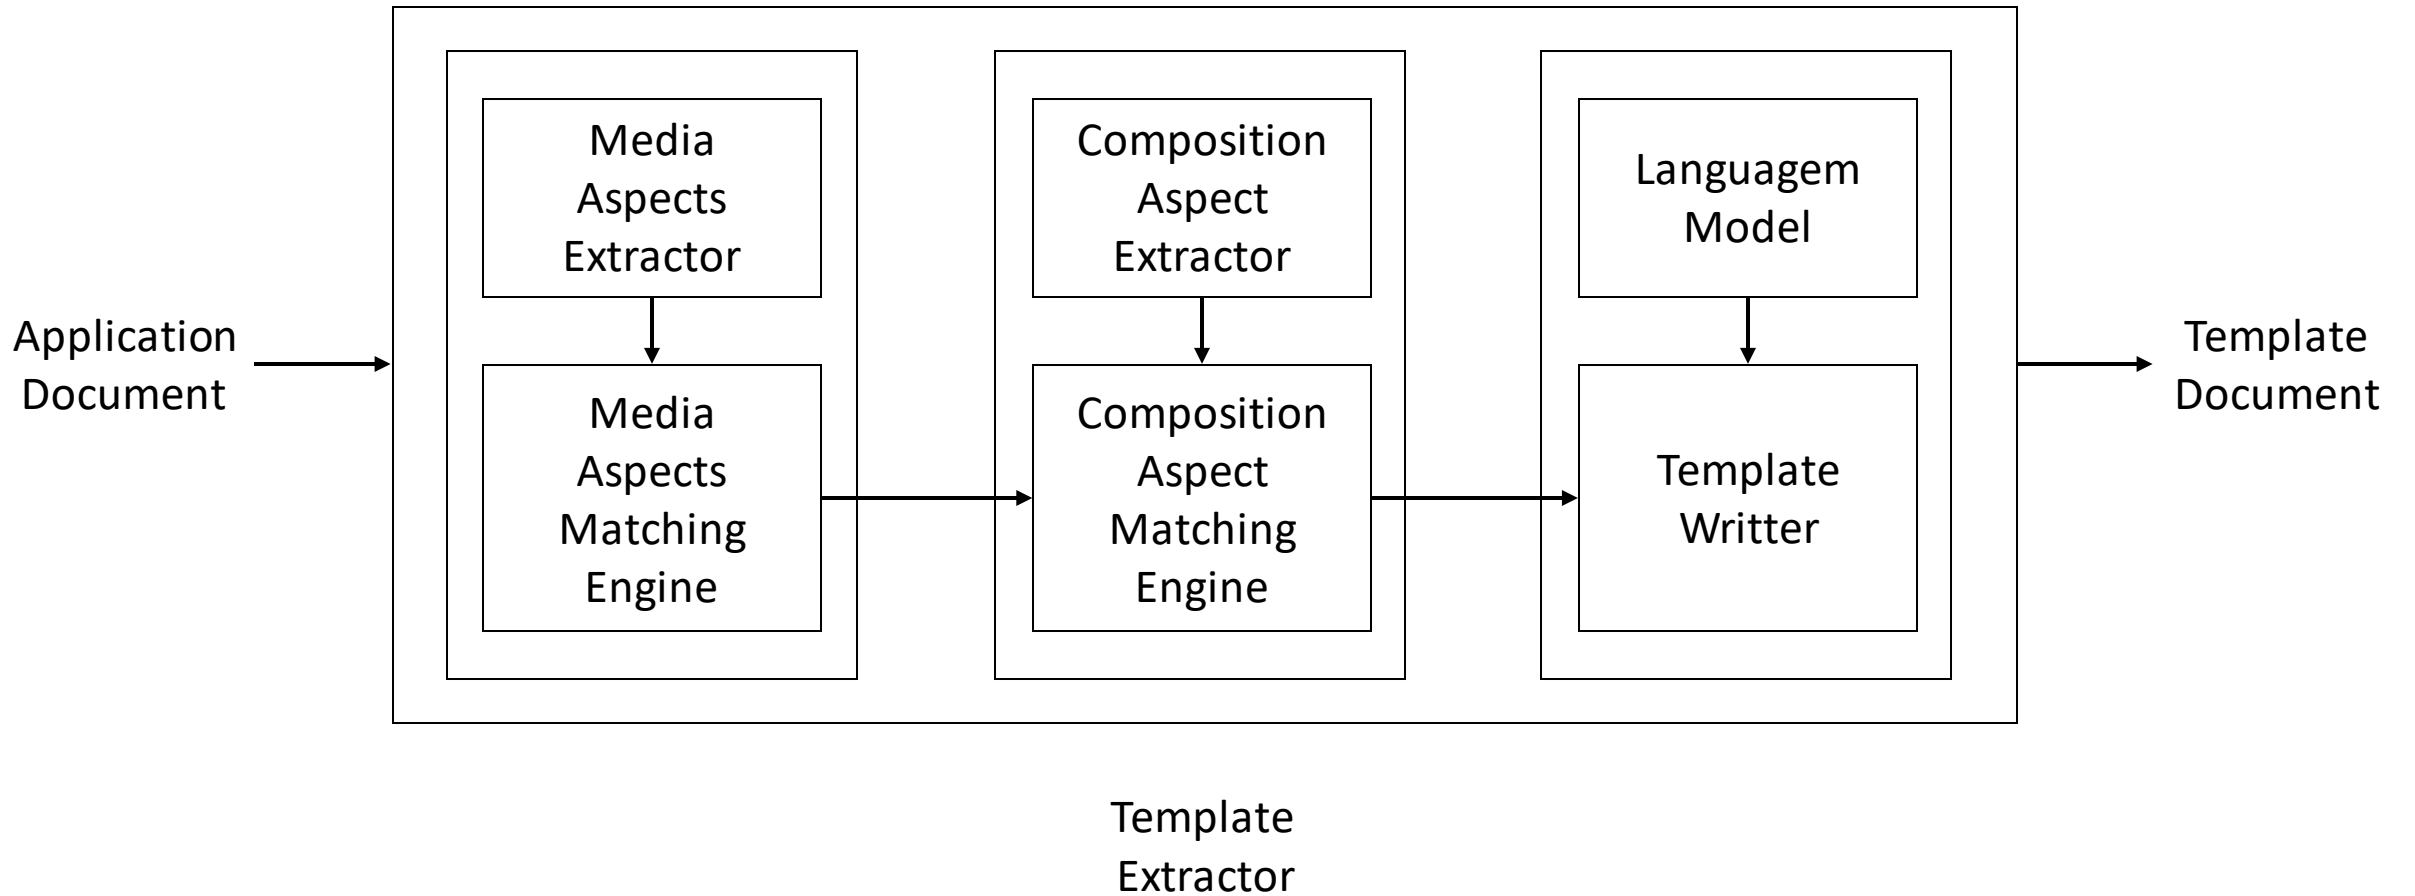 Application
Document
Media
Aspects
Extractor
Media
Aspects
Matching
Engine
Composition
Aspect
Extractor
Composition
Aspect
Matching
Engine
Languagem
Model
Template
Writter
Template
Document
Template
Extractor